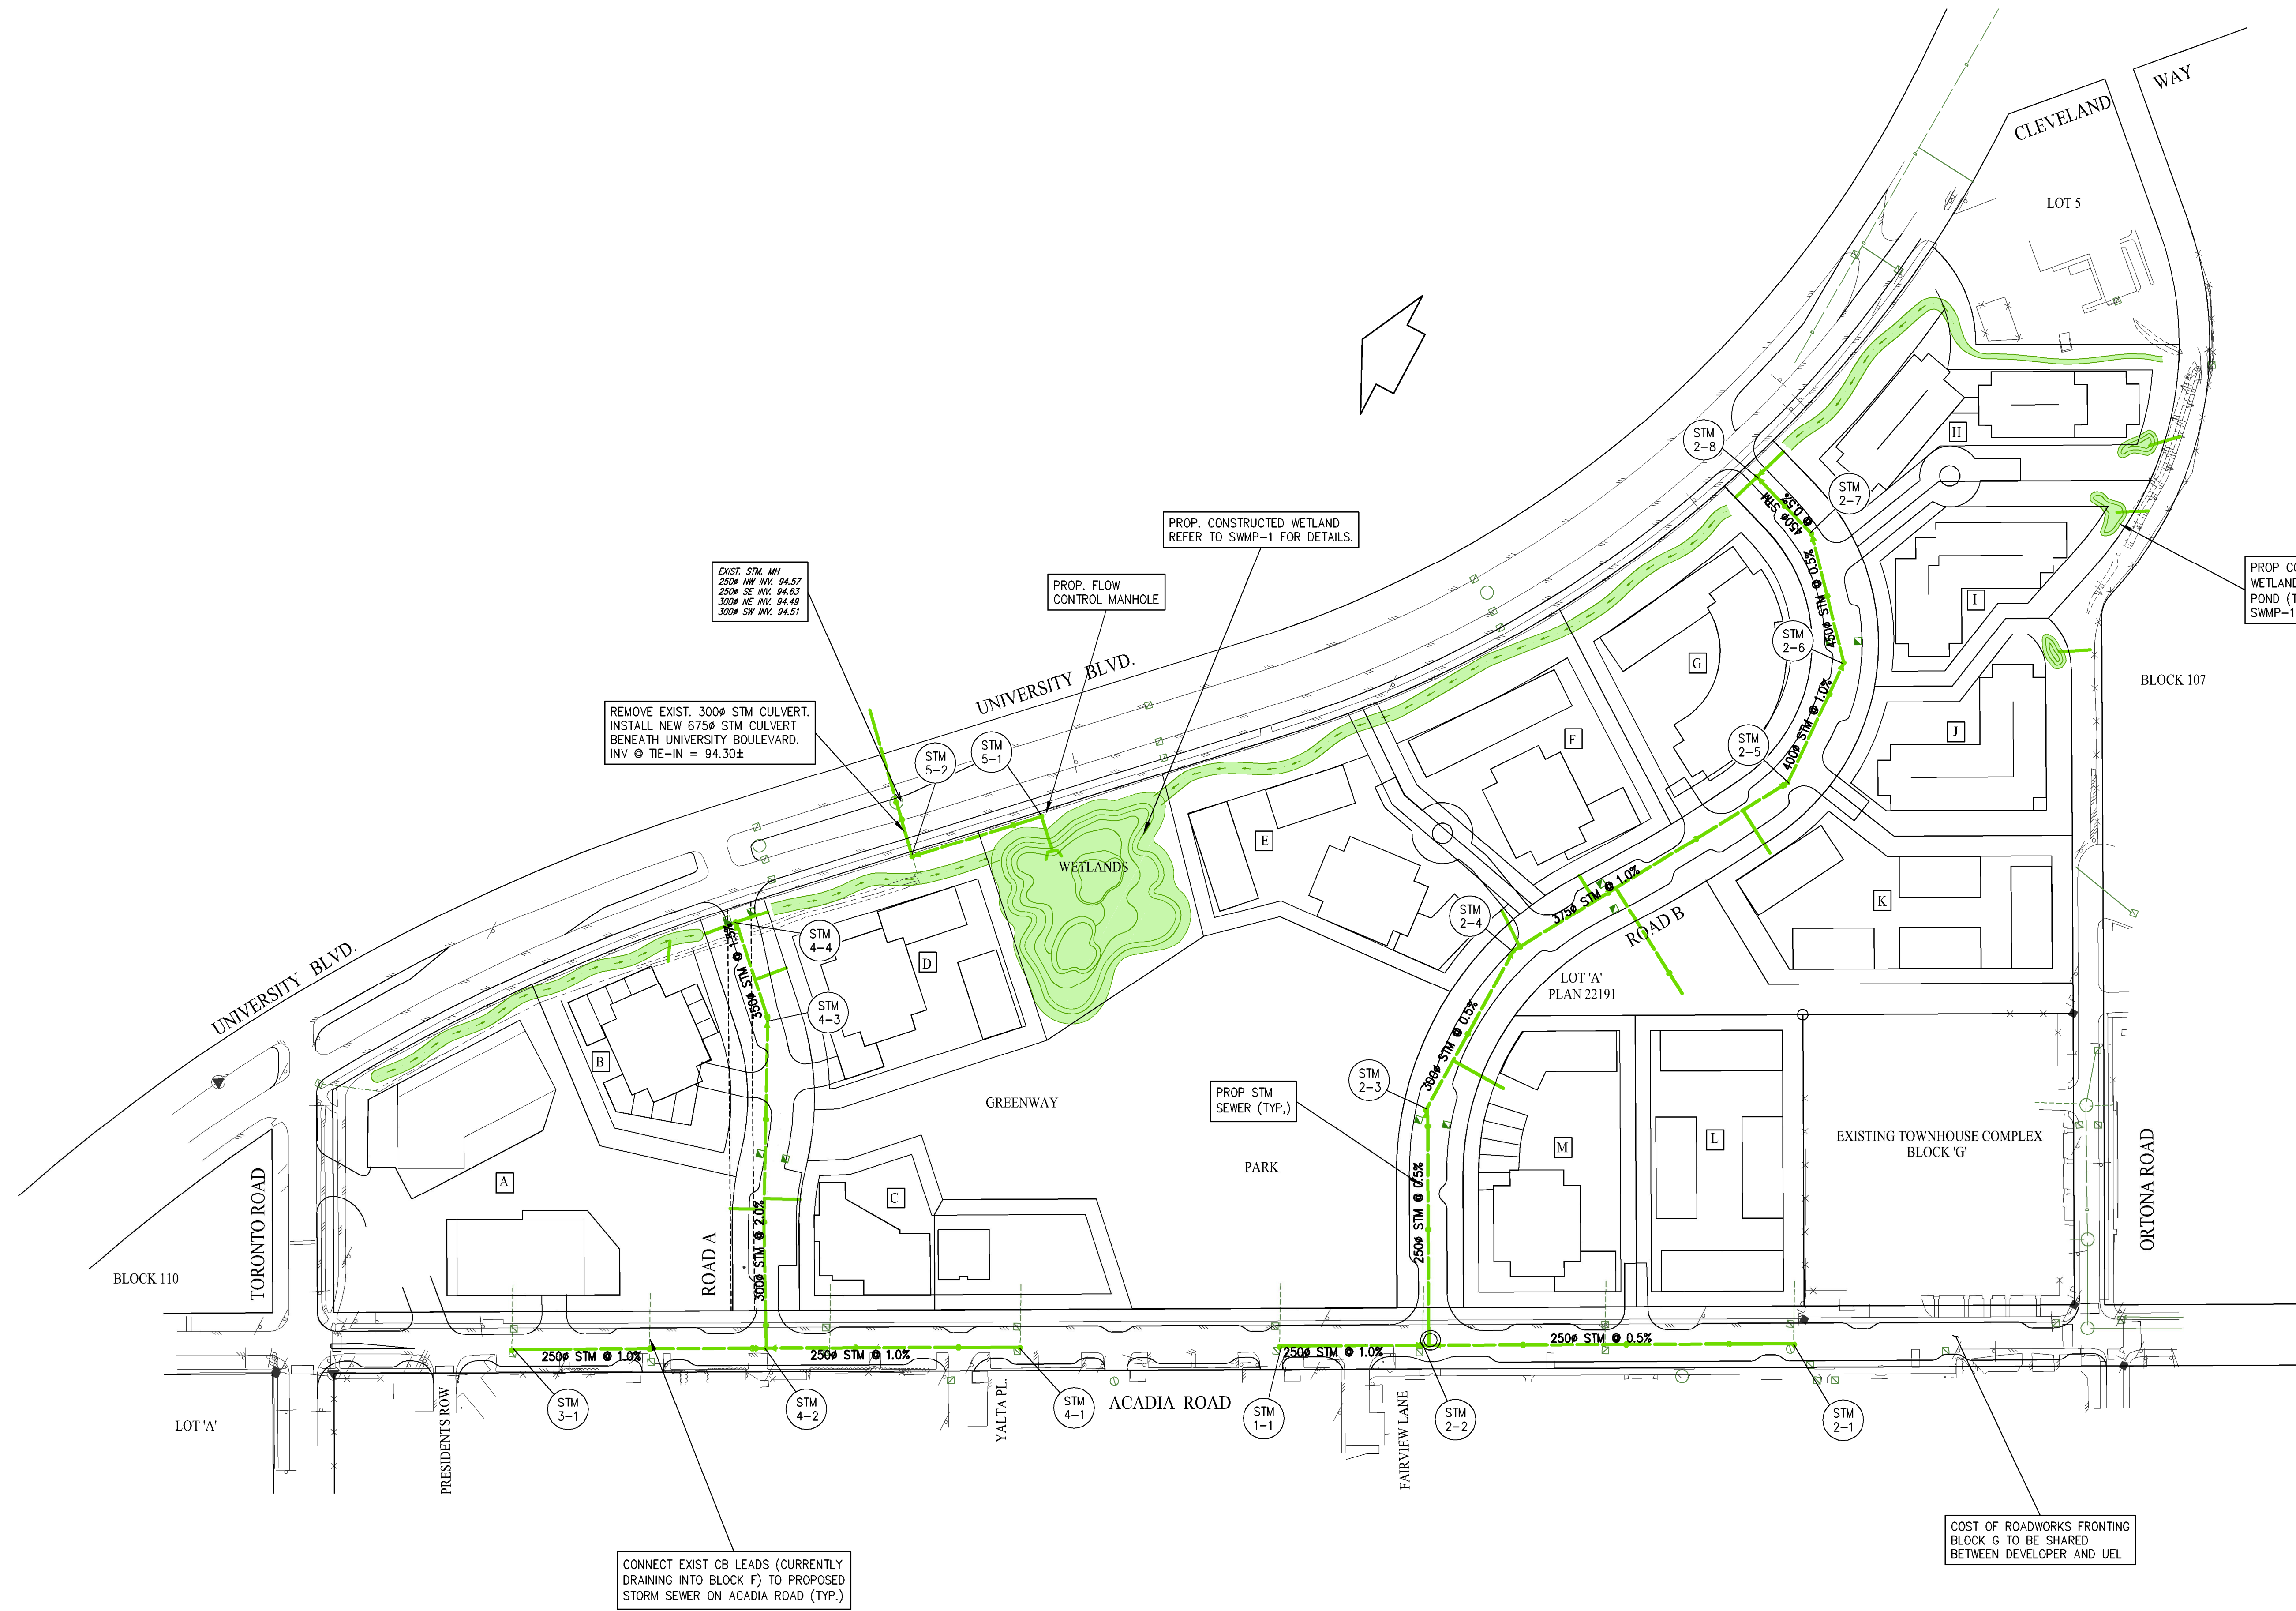 CLEVELAND
WAY
LOT 5
H
STM
2-8
STM
2-7
450ø STM @ 0.5%
450ø STM @ 0.5%
PROP. CONSTRUCTED WETLAND
REFER TO SWMP-1 FOR DETAILS.
EXIST. STM. MH
250ø NW INV. 94.57
250ø SE INV. 94.63
300ø NE INV. 94.49
300ø SW INV. 94.51
PROP. FLOW
CONTROL MANHOLE
PROP CO
WETLAND
POND (T
SWMP-1
I
STM
2-6
G
BLOCK 107
UNIVERSITY BLVD.
REMOVE EXIST. 300ø STM CULVERT.
INSTALL NEW 675ø STM CULVERT
BENEATH UNIVERSITY BOULEVARD.
INV @ TIE-IN = 94.30±
STM
5-2
STM
5-1
400ø STM @ 1.0%
STM
2-5
F
J
E
WETLANDS
375ø STM @ 1.0%
K
STM
2-4
ROAD B
UNIVERSITY BLVD.
STM
4-4
D
350ø STM @ 1.5%
STM
4-3
LOT 'A'
PLAN 22191
B
300ø STM @ 0.5%
STM
2-3
PROP STM
SEWER (TYP,)
GREENWAY
PARK
M
L
EXISTING TOWNHOUSE COMPLEX
BLOCK 'G'
A
C
TORONTO ROAD
ROAD A
300ø STM @ 2.0%
250ø STM @ 0.5%
ORTONA ROAD
BLOCK 110
250ø STM @ 1.0%
250ø STM @ 1.0%
250ø STM @ 1.0%
250ø STM @ 0.5%
STM
3-1
STM
4-2
STM
4-1
ACADIA ROAD
STM
1-1
STM
2-2
STM
2-1
LOT 'A'
PRESIDENTS ROW
YALTA PL.
FAIRVIEW LANE
CONNECT EXIST CB LEADS (CURRENTLY
DRAINING INTO BLOCK F) TO PROPOSED
STORM SEWER ON ACADIA ROAD (TYP.)
COST OF ROADWORKS FRONTING
BLOCK G TO BE SHARED
BETWEEN DEVELOPER AND UEL